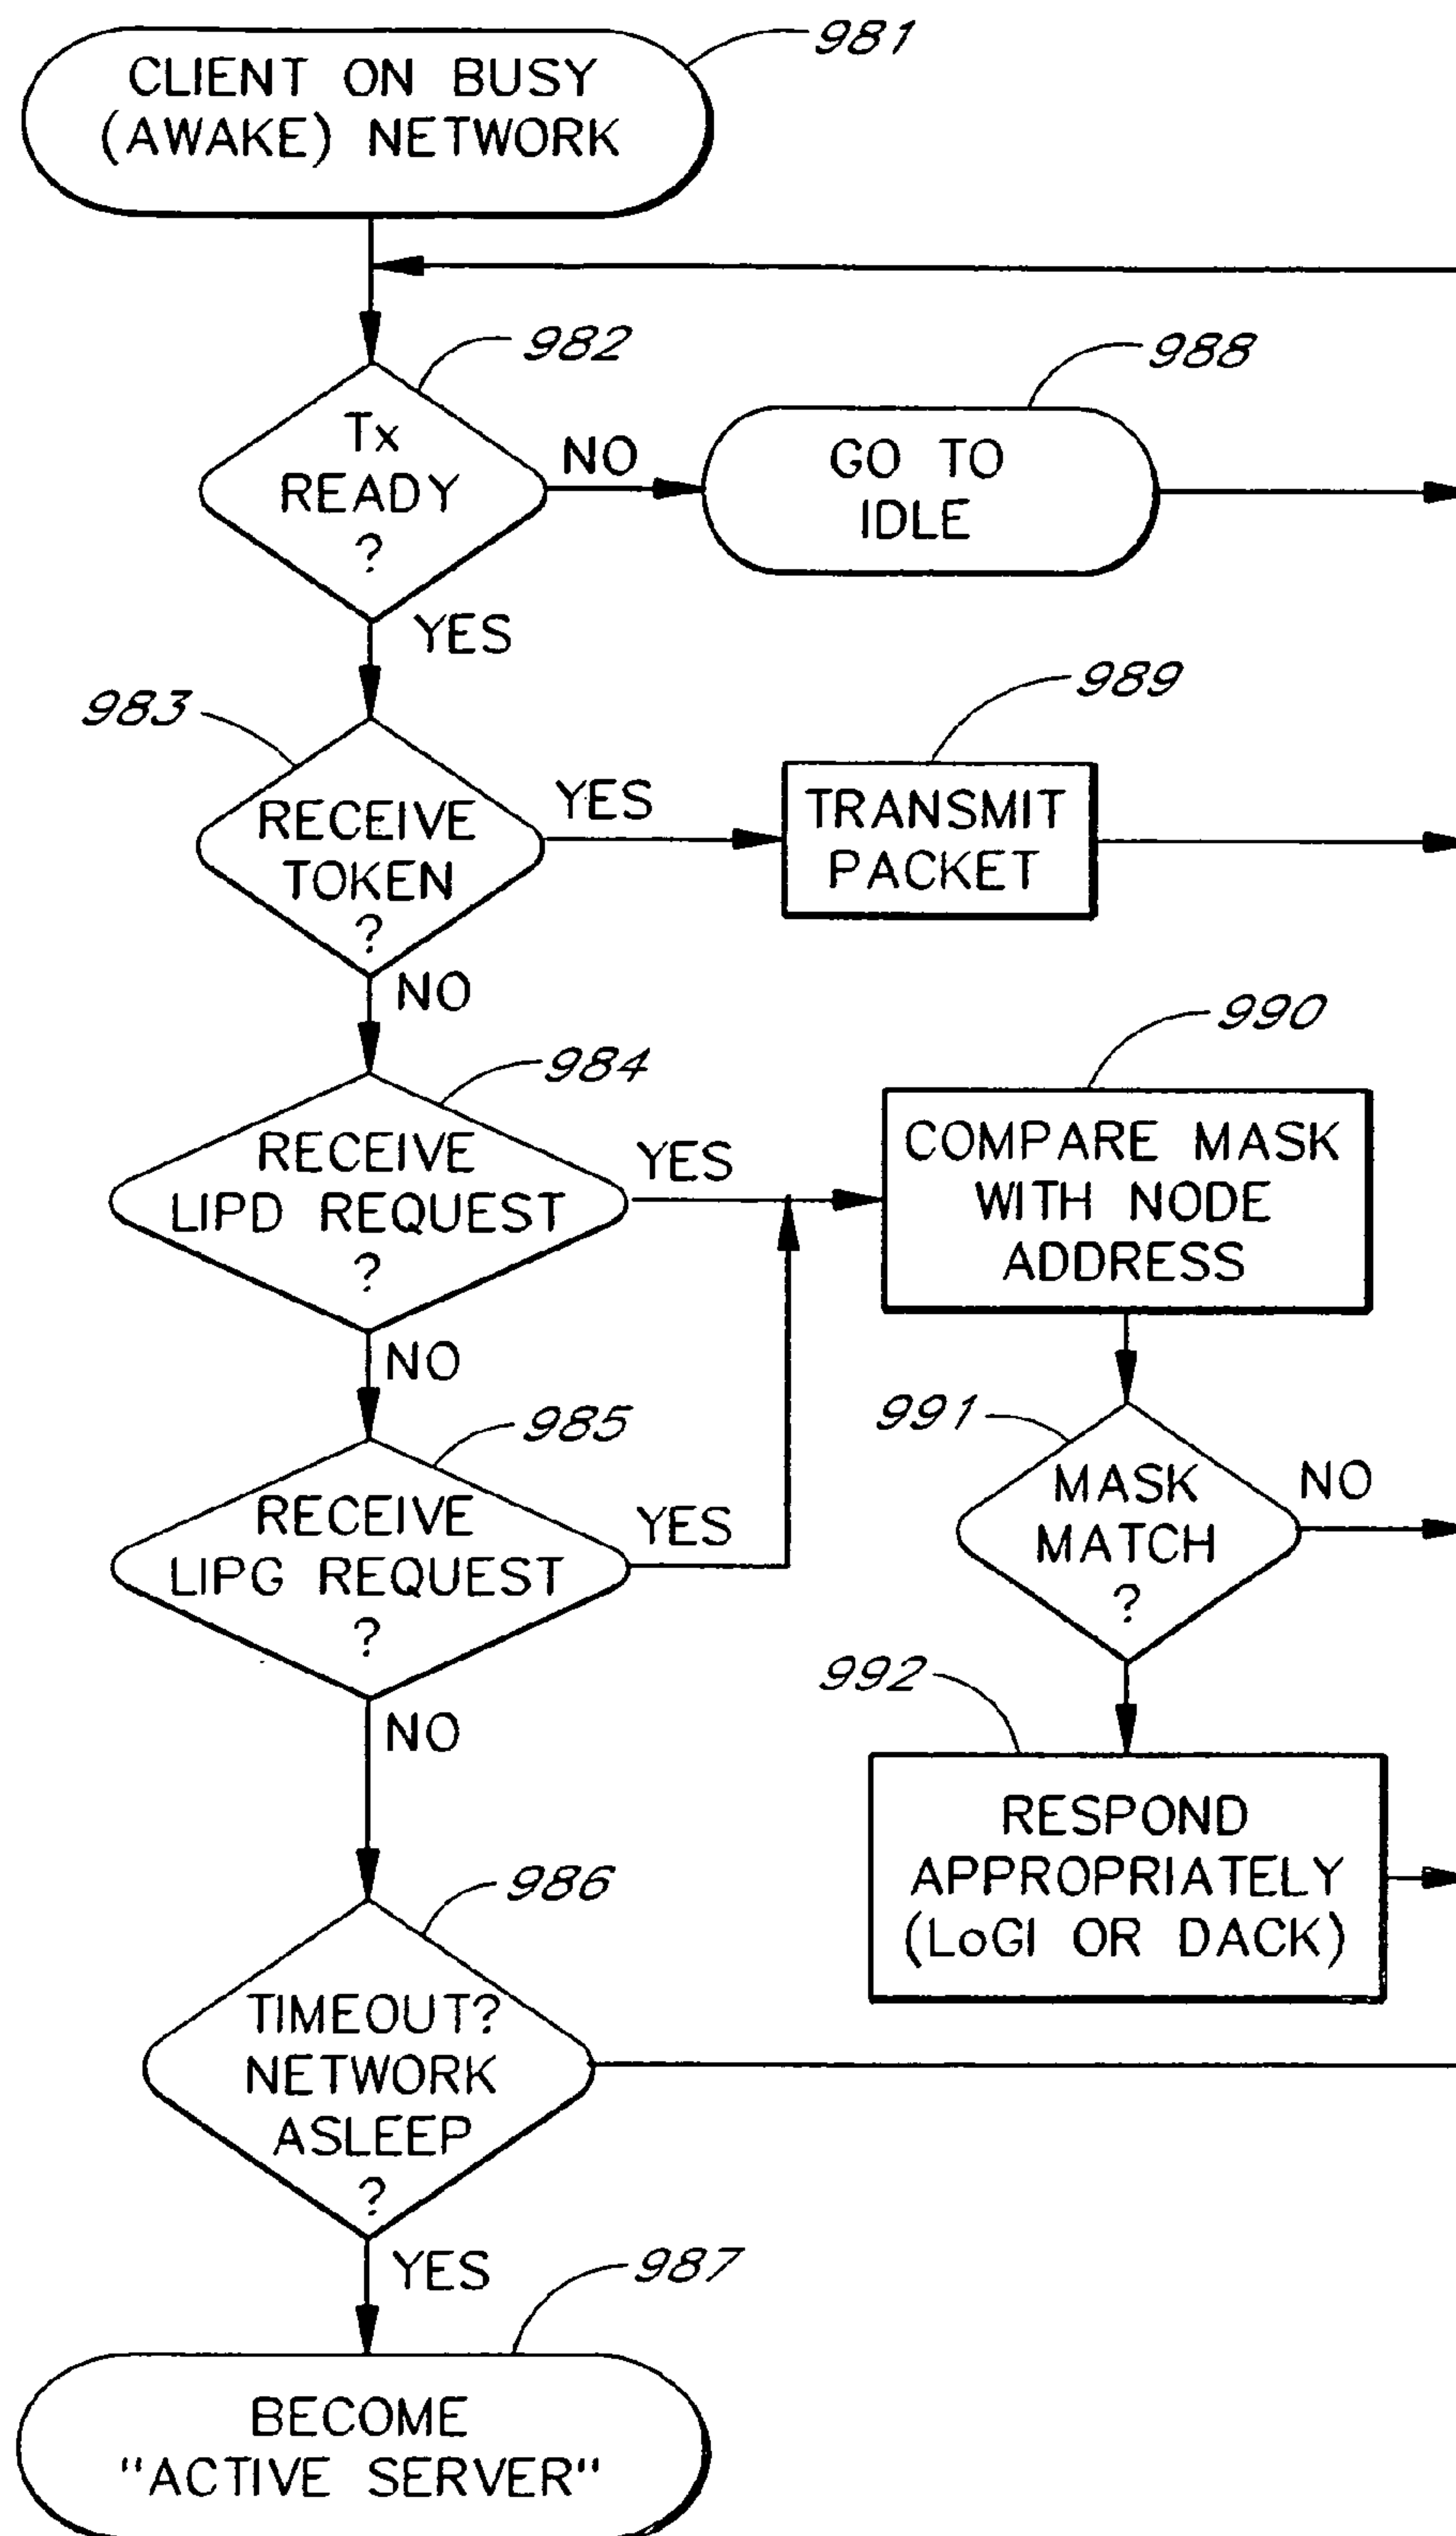 981
CLIENT ON BUSY
(AWAKE) NETWORK
982
988
Tx
READY
?
NO
GO TO
IDLE
YES
983
989
RECEIVE
TOKEN
?
YES
TRANSMIT
PACKET
NO
984
990
RECEIVE
LIPD REQUEST
?
YES
COMPARE MASK
WITH NODE
ADDRESS
NO
985
991
RECEIVE
LIPG REQUEST
?
YES
MASK
MATCH
?
NO
NO
992
RESPOND
APPROPRIATELY
(LoGI OR DACK)
986
TIMEOUT?
NETWORK
ASLEEP
?
YES
987
BECOME
"ACTIVE SERVER"